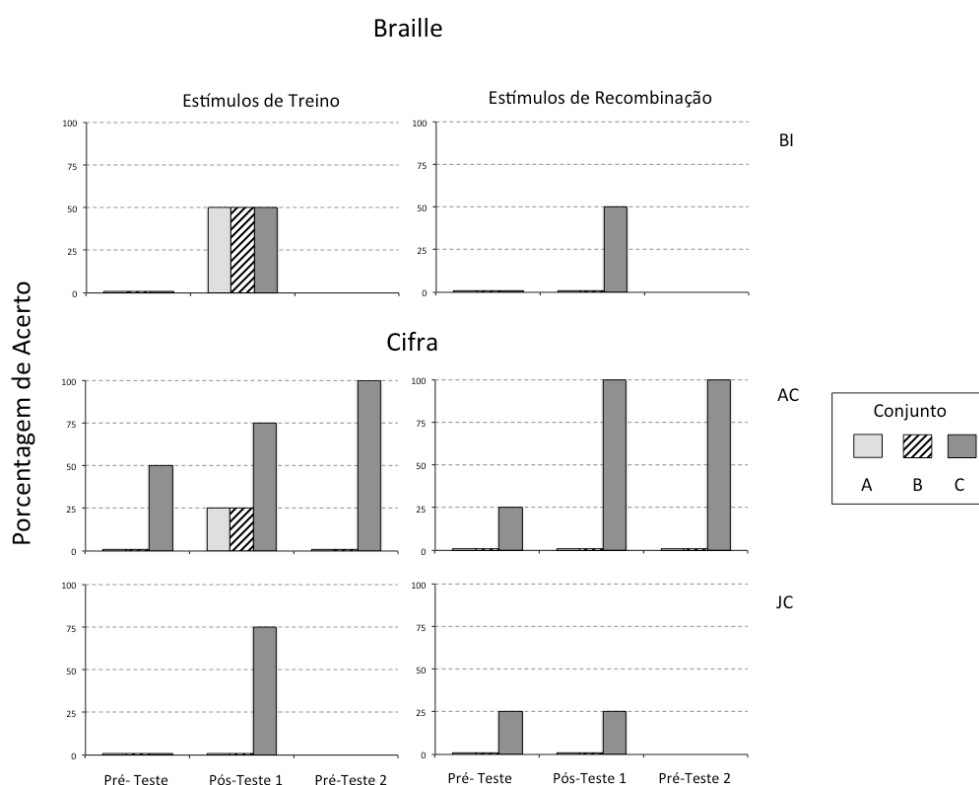 Braille
Estímulos de Treino
Estímulos de Recombinação
100
75
50
25
0
100
75
50
25
0
BI
Porcentagem de Acerto
Cifra
100
75
50
25
0
100
75
50
25
0
AC
Conjunto
A B C
100
75
50
25
0
100
75
50
25
0
JC
Pré- Teste Pós-Teste 1 Pré-Teste 2
Pré- Teste Pós-Teste 1 Pré-Teste 2